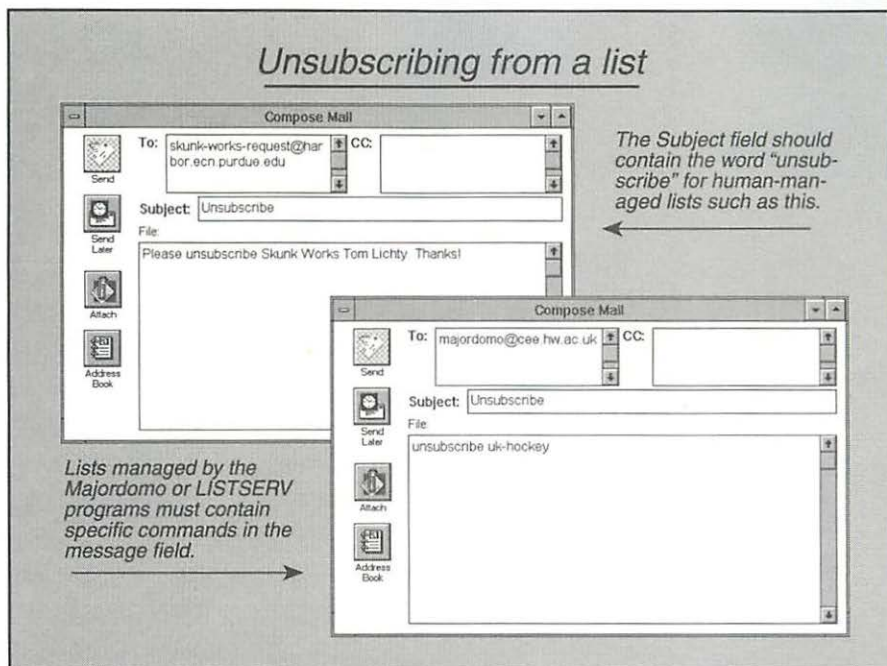 Unsubscribing from a list
Compose Mail
Send
To:
skunk-works-request@har
bor.ecn.purdue.edu
CC:
Subject: Unsubscribe
Send
Later
File:
Please unsubscribe Skunk Works Tom Lichty Thanks!
Attach
Address
Book
The Subject field should
contain the word “unsub-
scribe” for human-man-
aged lists such as this.
Compose Mail
Send
To:
majordomo@cee.hw.ac.uk
CC:
Subject: Unsubscribe
Send
Later
File
unsubscribe uk-hockey
Attach
Address
Book
Lists managed by the
Majordomo or LISTSERV
programs must contain
specific commands in the
message field.